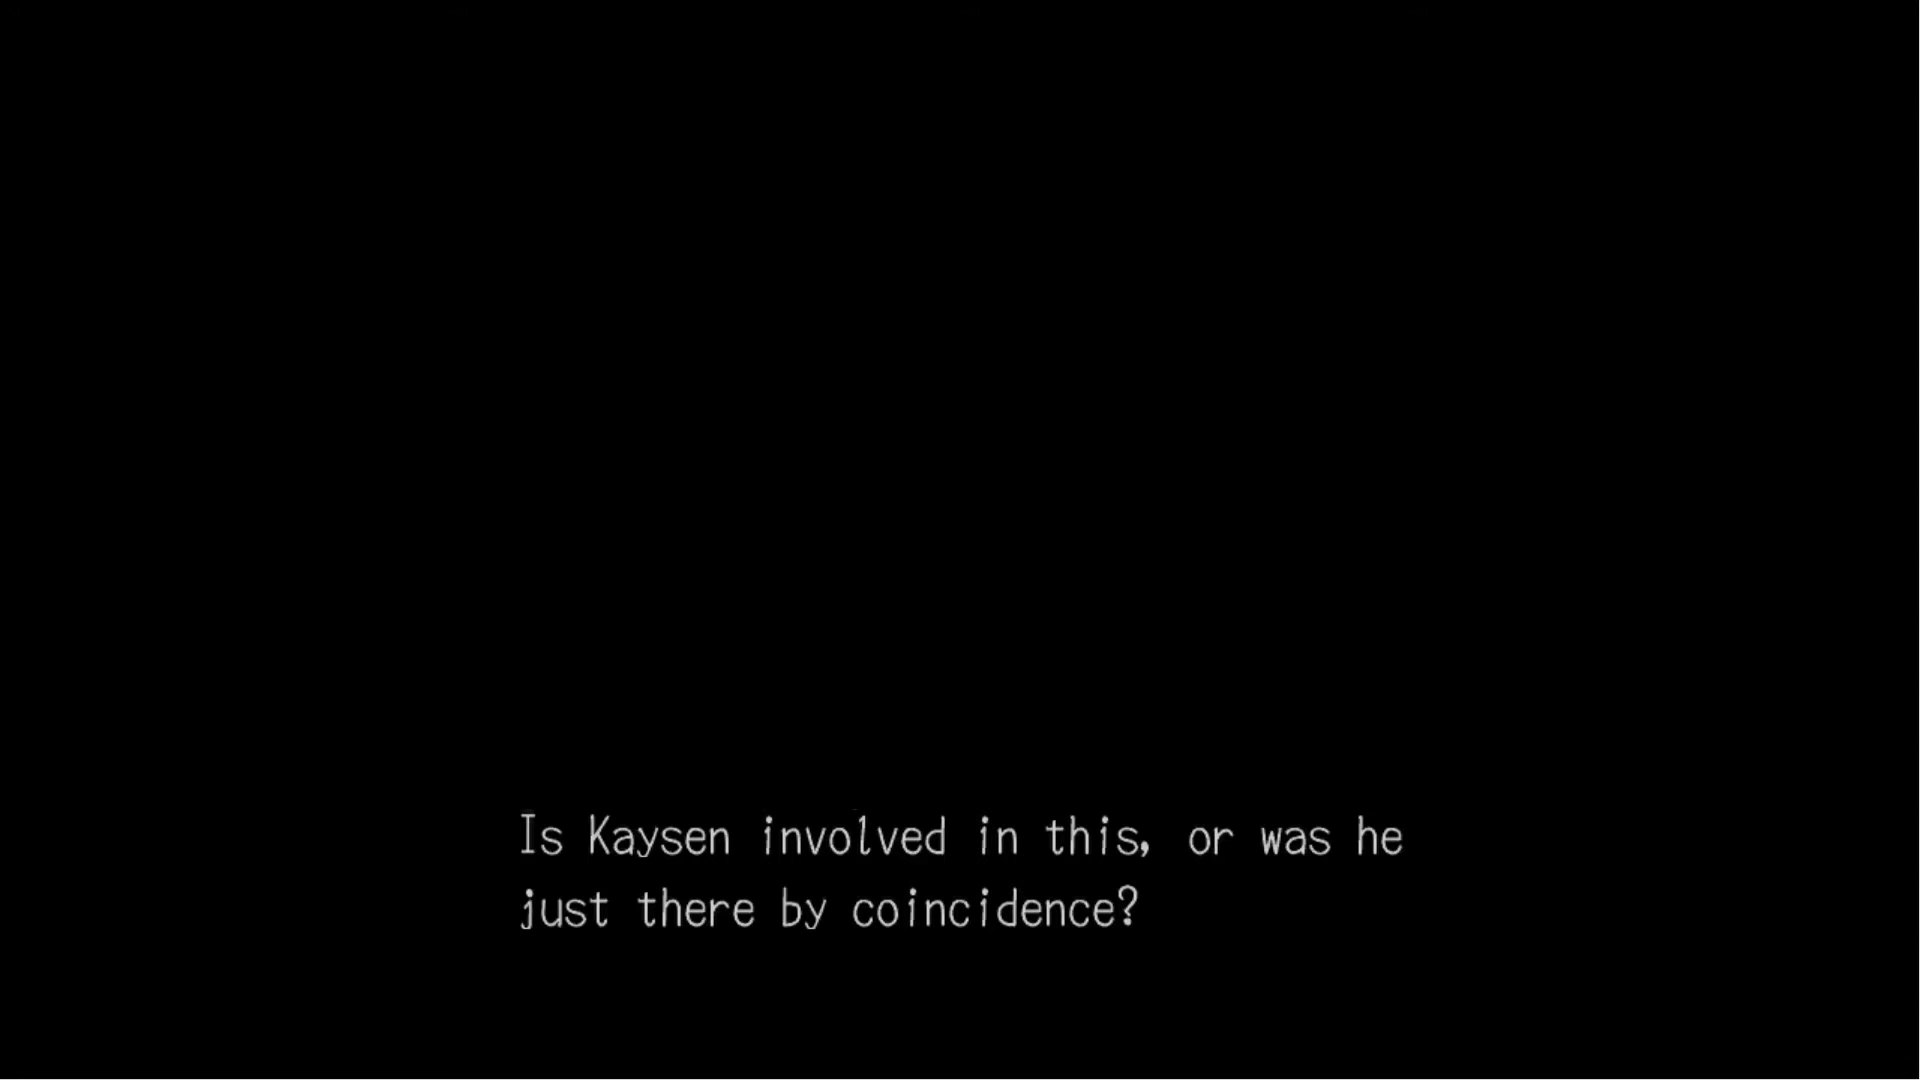 Is Kaysen involved in this, or was he
just there by coincidence?